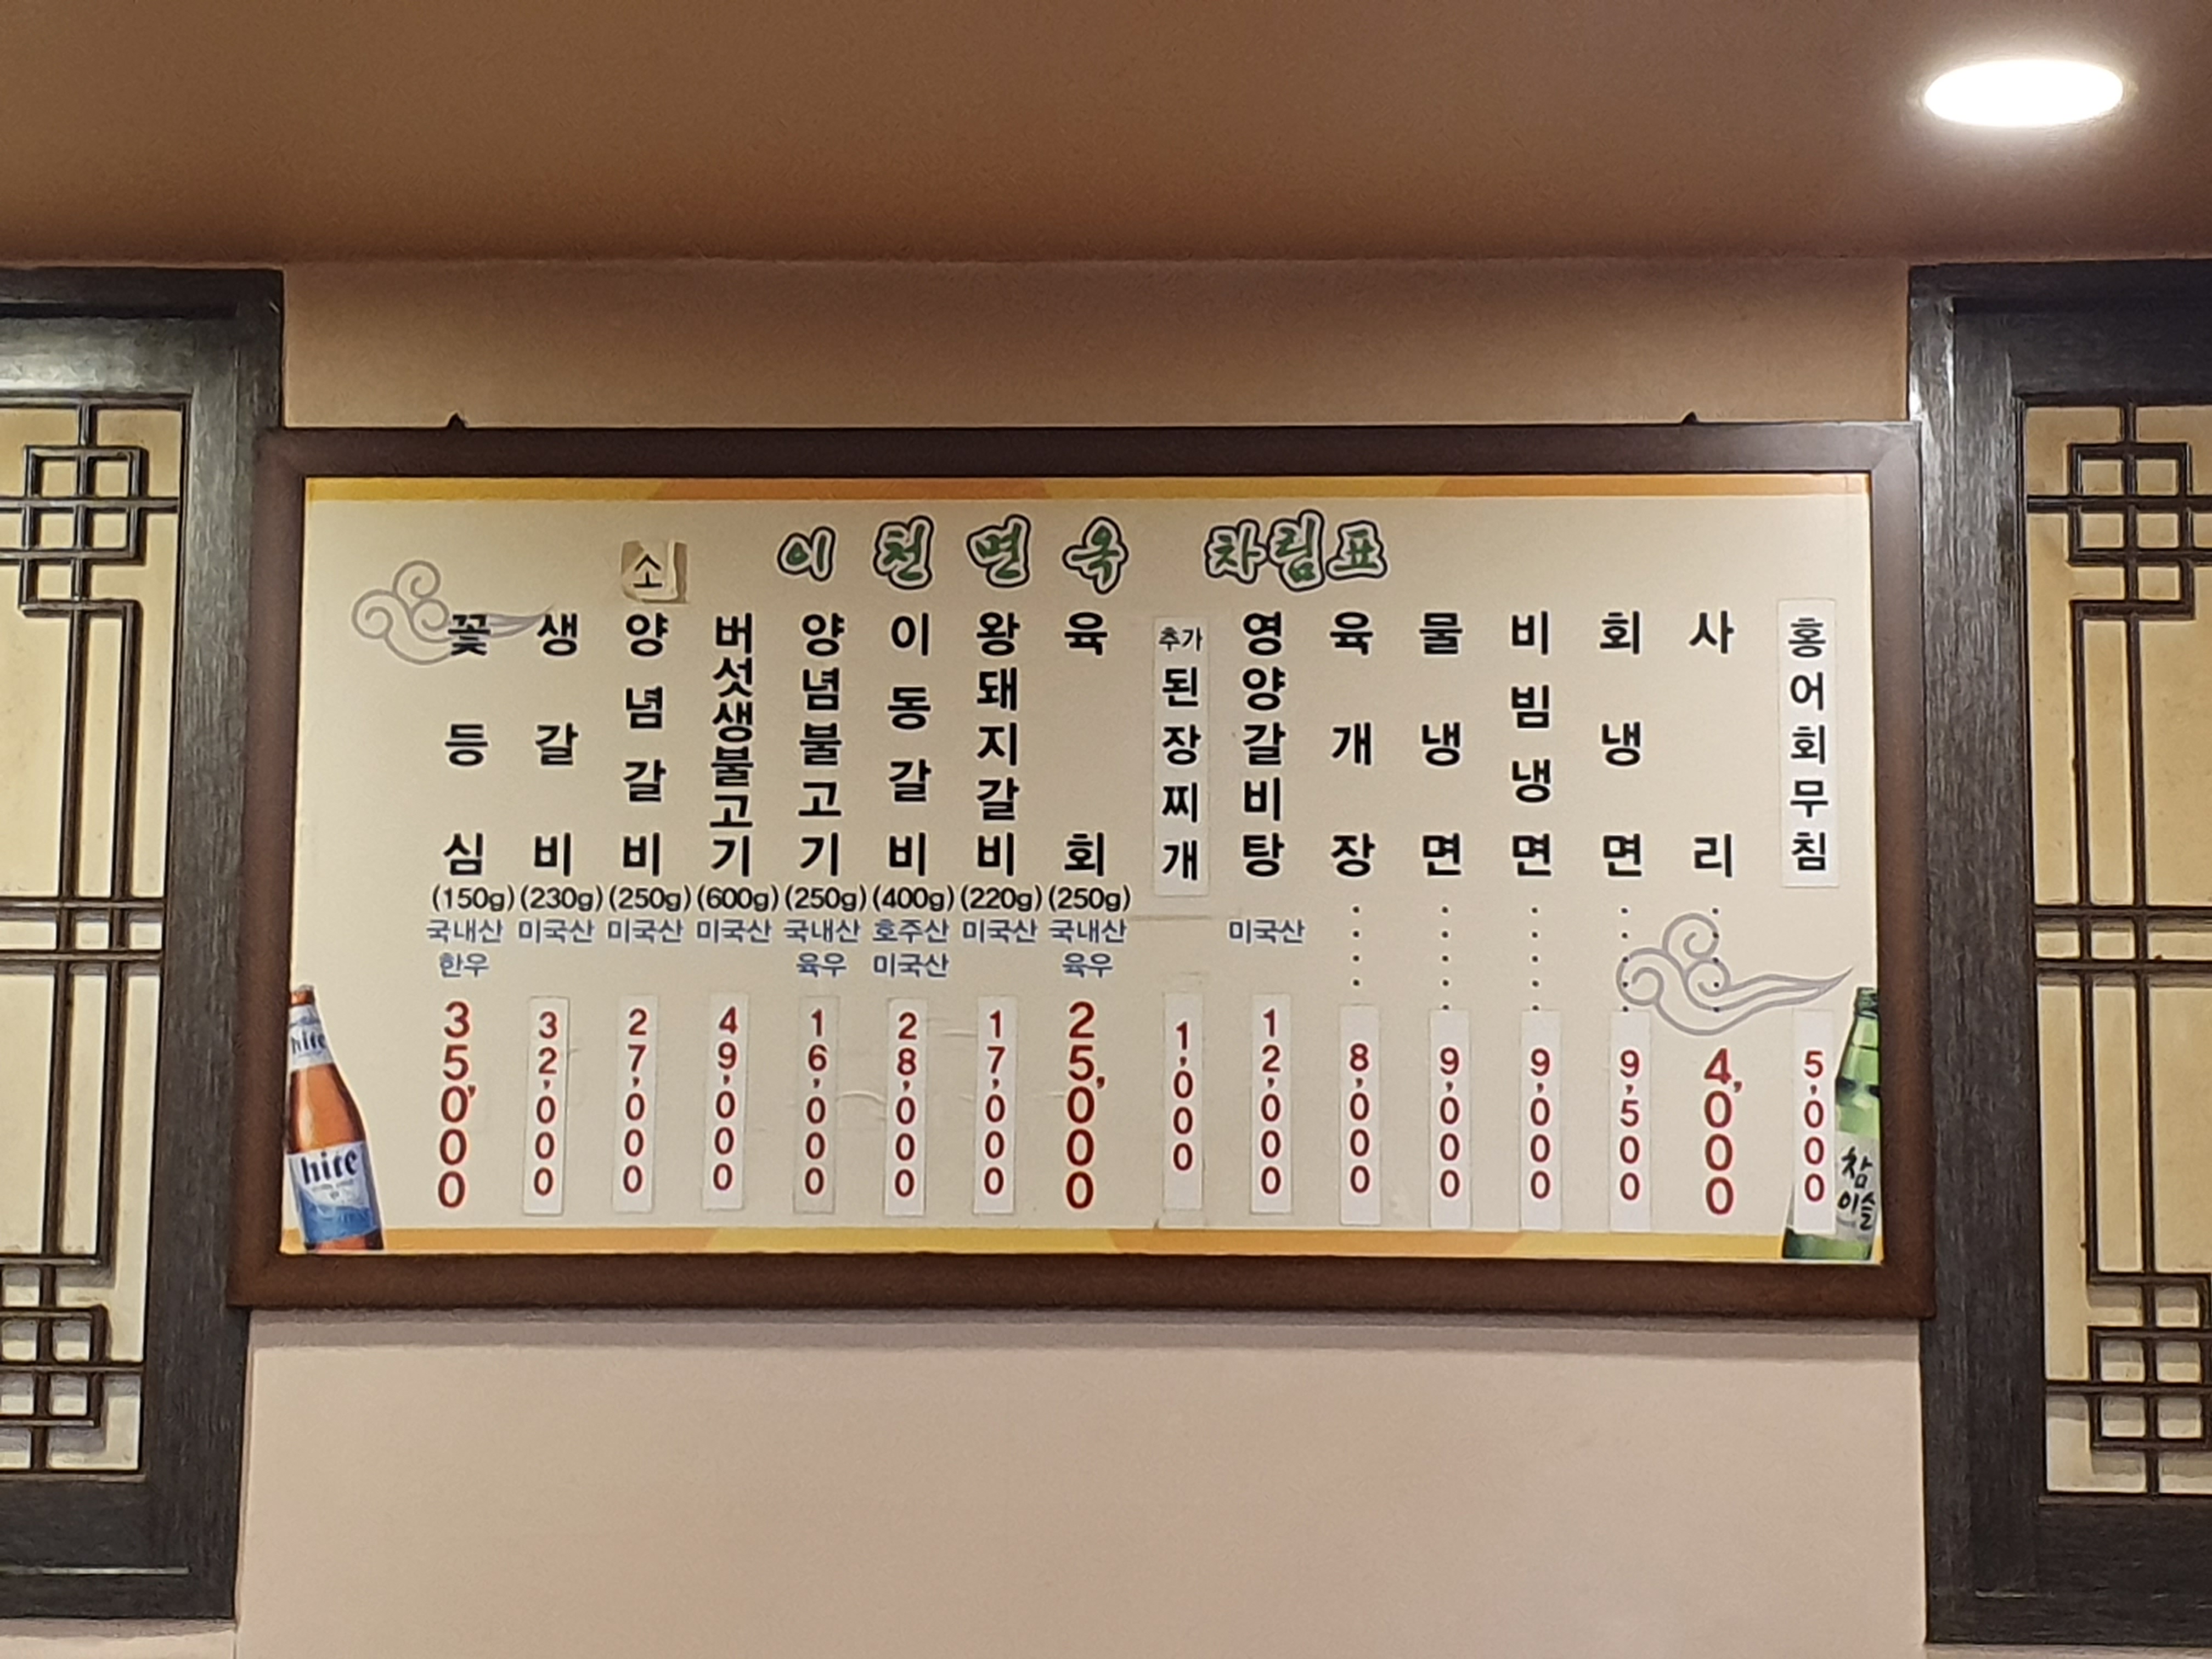 이천면옥 차림표
꽃등심
(150g)
국내산
한우
35,000
생갈비
(230g)
미국산
32,000
소
양념갈비
(250g)
미국산
27,000
버섯생불고기
(600g)
미국산
49,000
양념불고기
(250g)
국내산
육우
16,000
이동갈비
(400g)
호주산
미국산
28,000
왕돼지갈비
(220g)
미국산
17,000
육회
(250g)
국내산
육우
25,000
추가
된장찌개
1,000
영양갈비탕
미국산
12,000
육개장
8,000
물냉면
9,000
비빔냉면
9,000
회냉면
9,500
사리
4,000
홍어회무침
5,000
hite
hite
참
이슬